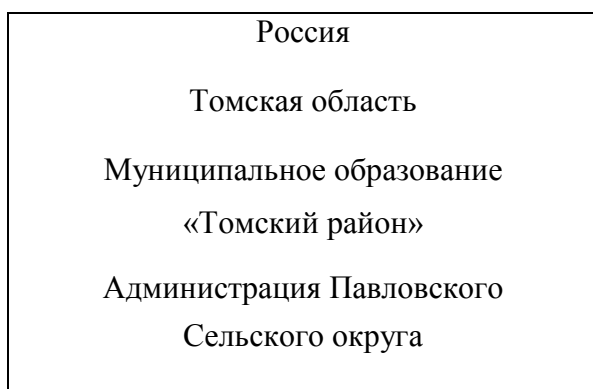 Россия
Томская область
Муниципальное образование
«Томский район»
Администрация Павловского
Сельского округа